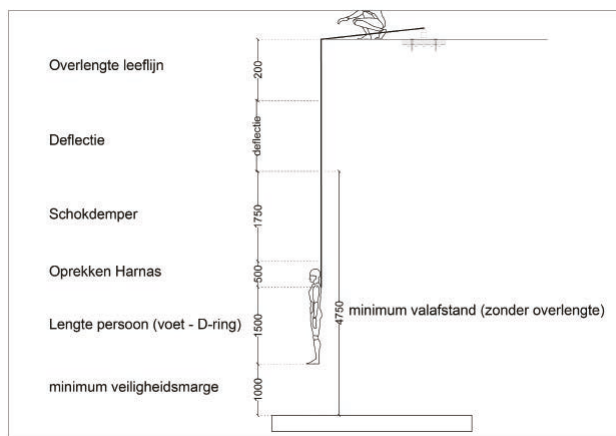 Overlengte leeflijn
200
Deflectie
deflectie
Schokdemper
1750
Oprekken Harnas
500
Lengte persoon (voet - D-ring)
1500
4750
minimum valafstand (zonder overlengte)
minimum veiligheidsmarge
1000